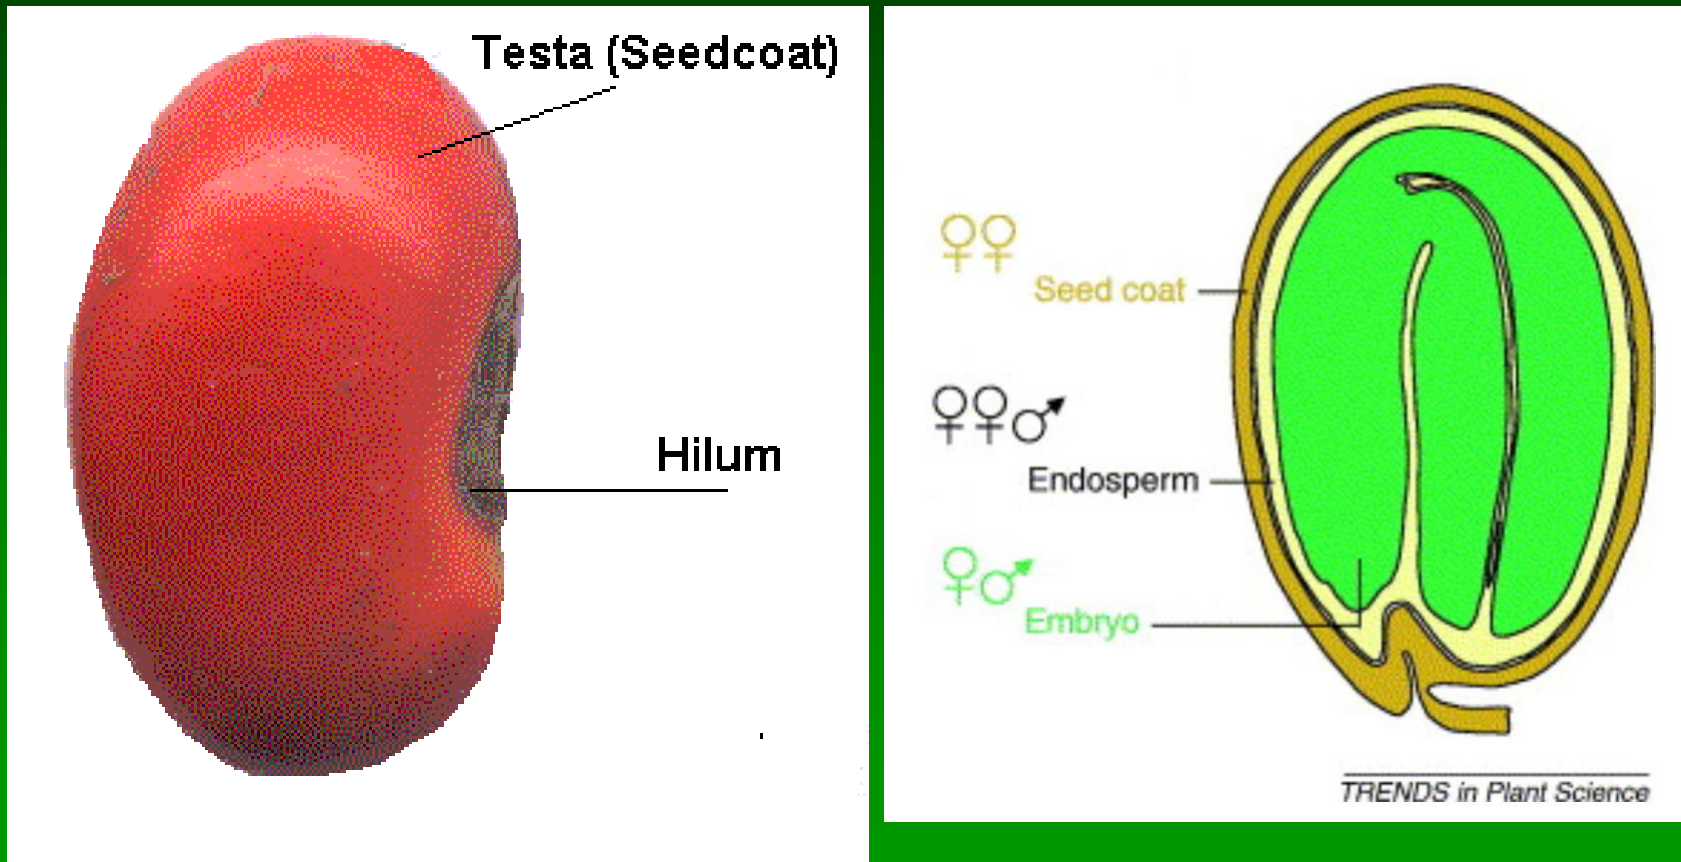 Testa (Seedcoat)
Hilum
♀♀
Seed coat
♀♀♂
Endosperm
♀♂
Embryo
TRENDS in Plant Science